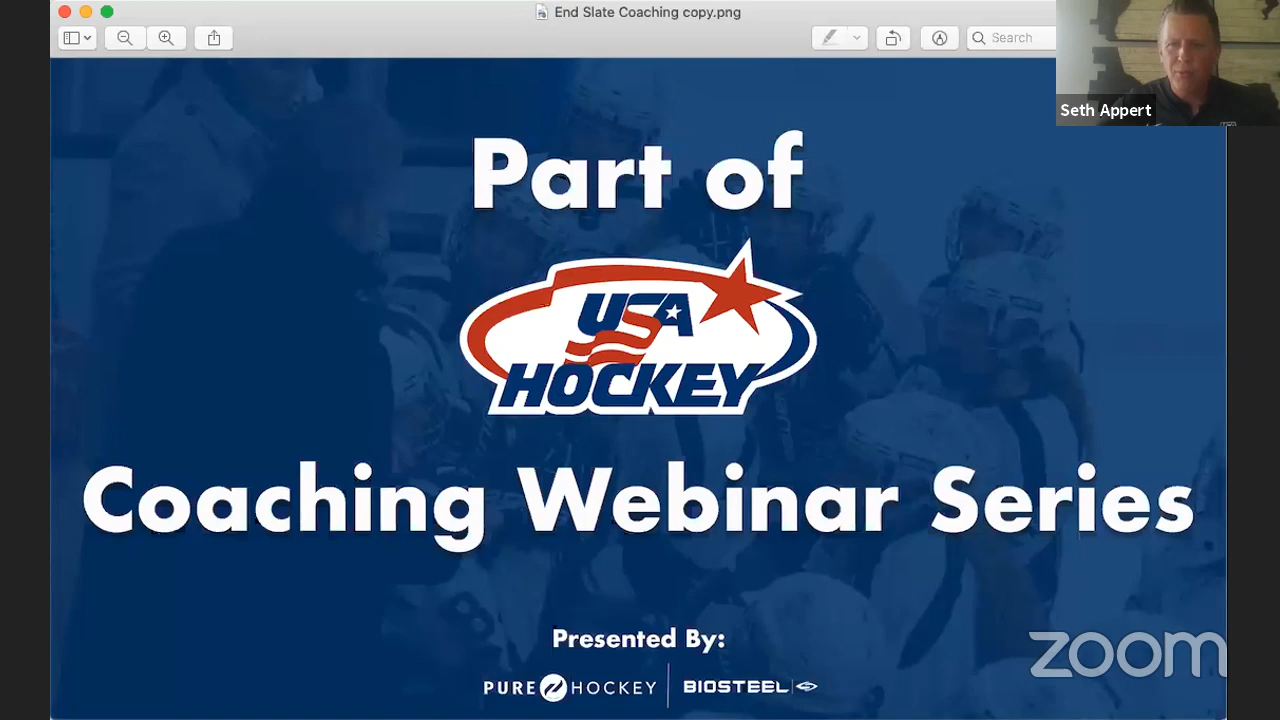 End Slate Coaching copy.png
Search
Seth Appert
Part of
USA
HOCKEY
Coaching Webinar Series
Presented By:
PURE HOCKEY | BIOSTEEL
zoom